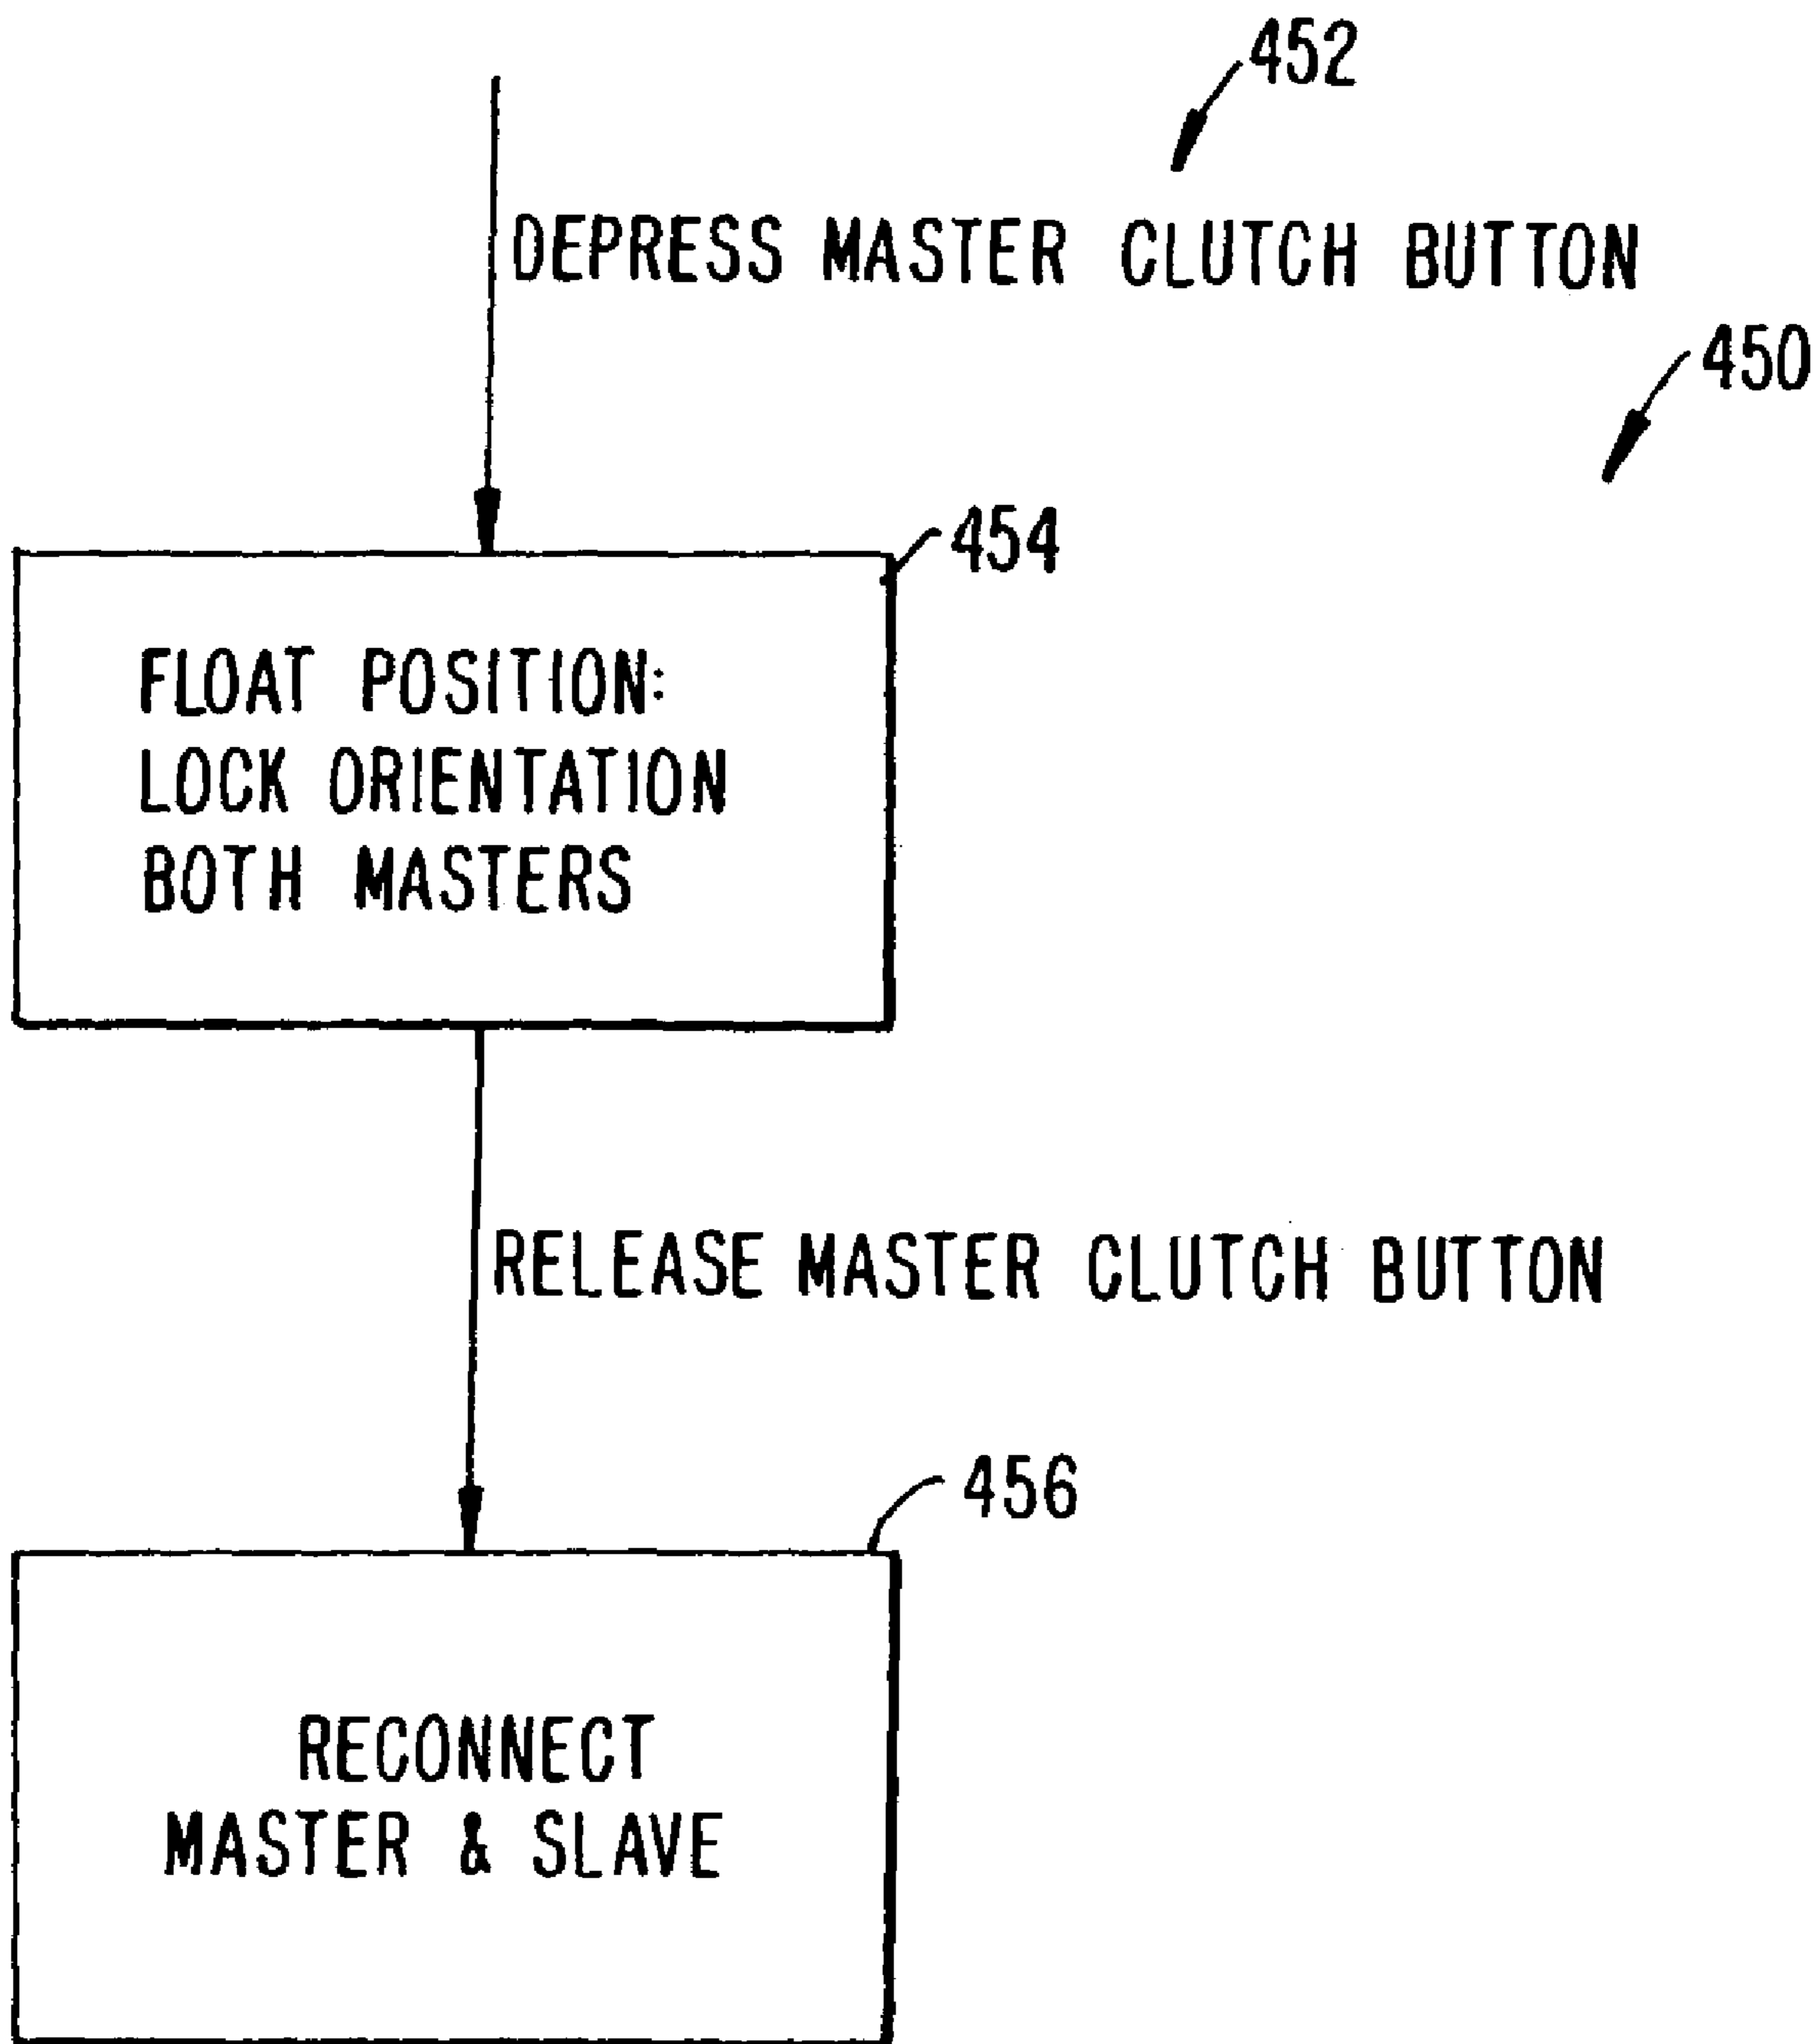 452
DEPRESS MASTER CLUTCH BUTTON
450
454
FLOAT POSITION:
LOCK ORIENTATION
BOTH MASTERS
RELEASE MASTER CLUTCH BUTTON
456
RECONNECT
MASTER & SLAVE